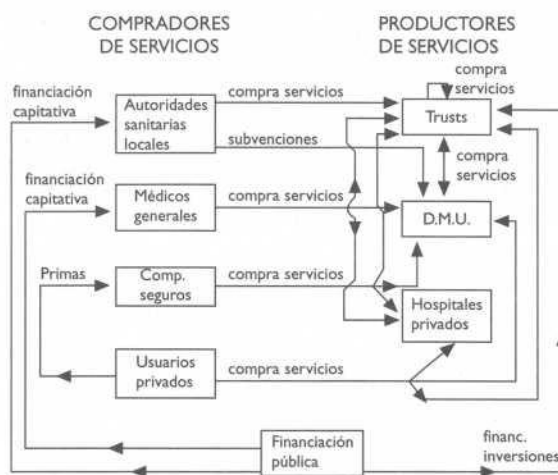 COMPRADORES
DE SERVICIOS
PRODUCTORES
DE SERVICIOS
financiación
capitativa
Autoridades
sanitarias
locales
compra servicios
subvenciones
compra
servicios
Trusts
compra
servicios
financiación
capitativa
Médicos
generales
compra servicios
D.M.U.
Primas
Comp.
seguros
compra servicios
Hospitales
privados
Usuarios
privados
compra servicios
Financiación
pública
financ.
inversiones